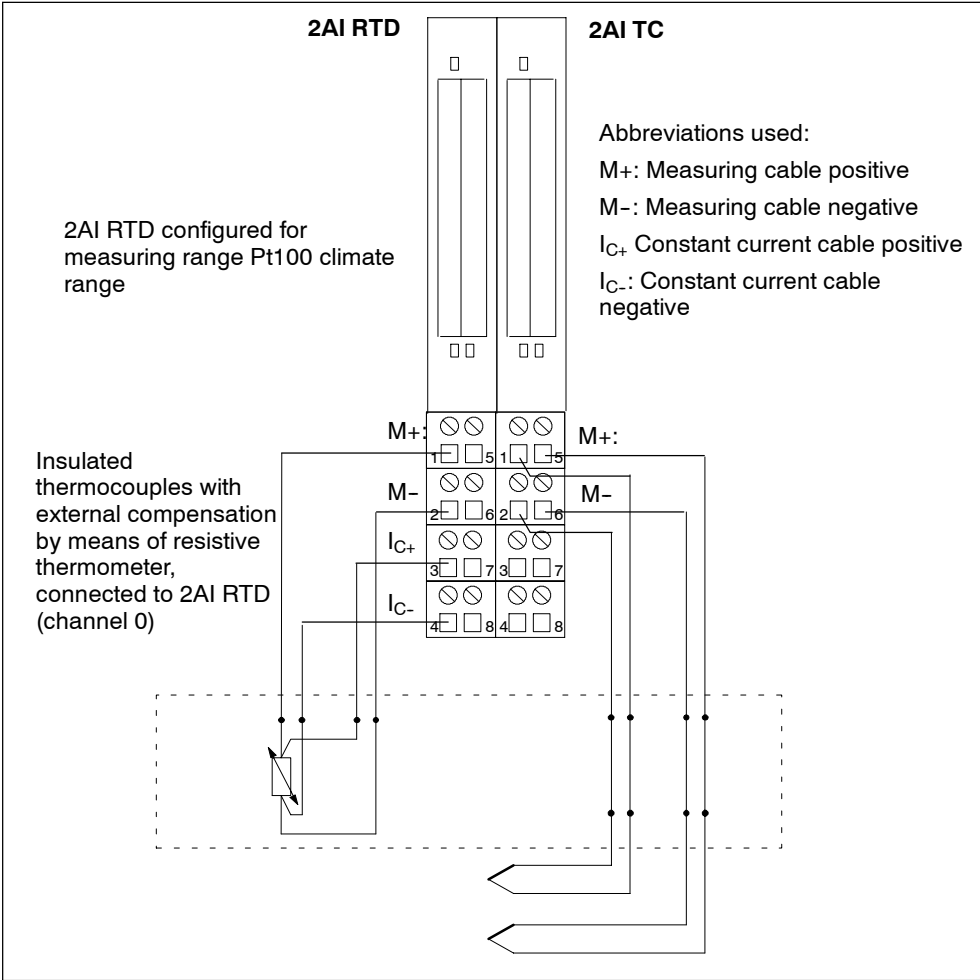 2AI RTD
2AI TC
Abbreviations used:
M+: Measuring cable positive
M-: Measuring cable negative
IC+ Constant current cable positive
IC-: Constant current cable
negative
2AI RTD configured for
measuring range Pt100 climate
range
Insulated
thermocouples with
external compensation
by means of resistive
thermometer,
connected to 2AI RTD
(channel 0)
M+: 1 5 1 5 M+:
M- 2 6 2 6 M-
IC+ 3 7 3 7
IC- 4 8 4 8